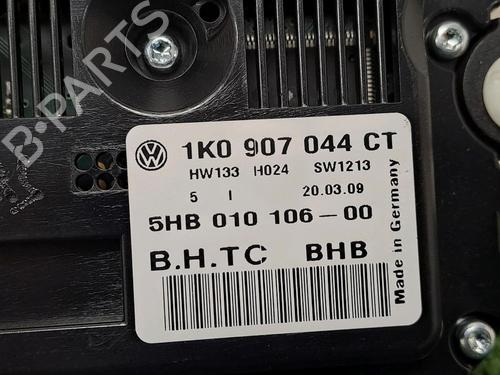 B-PARTS
1K0 907 044 CT
HW133 H024 SW1213
5 I 20.03.09
5HB 010 106-00
B.H.TC BHB
Made in Germany